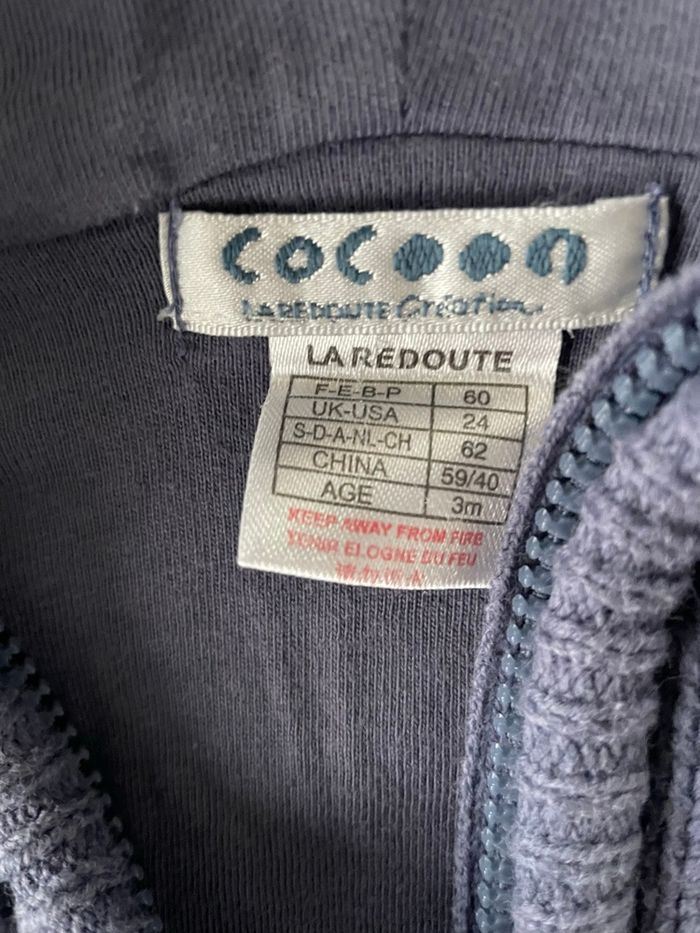 cocoon
LA REDOUTE Création
LA REDOUTE
F-E-B-P 60
UK-USA 24
S-D-A-NL-CH 62
CHINA 59/40
AGE 3m
KEEP AWAY FROM FIRE
TENIR ELOGNE DU FEU